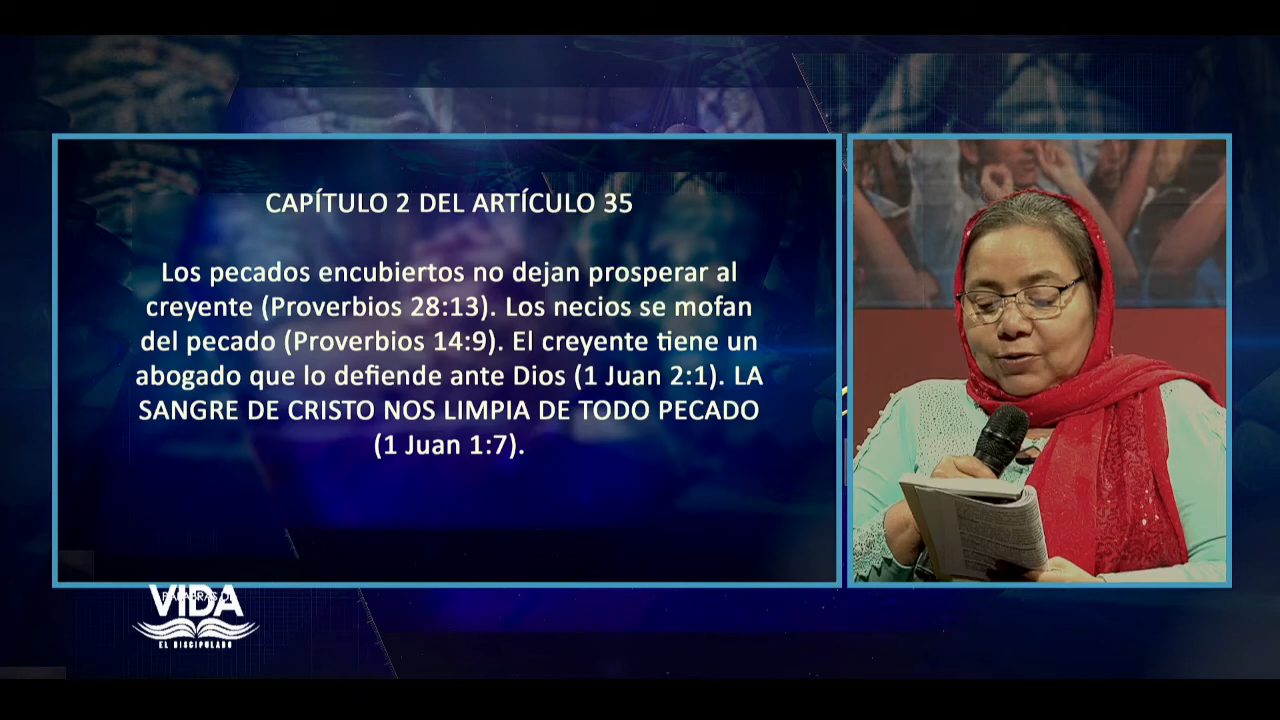 CAPÍTULO 2 DEL ARTÍCULO 35
Los pecados encubiertos no dejan prosperar al
creyente (Proverbios 28:13). Los necios se mofan
del pecado (Proverbios 14:9). El creyente tiene un
abogado que lo defiende ante Dios (1 Juan 2:1). LA
SANGRE DE CRISTO NOS LIMPIA DE TODO PECADO
(1 Juan 1:7).
PALABRAS DE
VIDA
EL DISCIPULADO